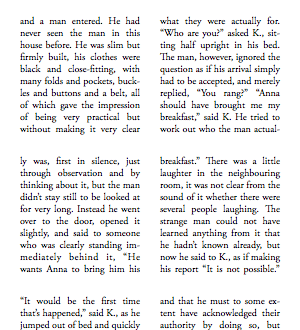 and a man entered. He had
never seen the man in this
house before. He was slim but
firmly built, his clothes were
black and close-fitting, with
many folds and pockets, buck-
les and buttons and a belt, all
of which gave the impression
of being very practical but
without making it very clear
what they were actually for.
“Who are you?” asked K., sit-
ting half upright in his bed.
The man, however, ignored the
question as if his arrival simply
had to be accepted, and merely
replied, “You rang?” “Anna
should have brought me my
breakfast,” said K. He tried to
work out who the man actual-
ly was, first in silence, just
through observation and by
thinking about it, but the man
didn’t stay still to be looked at
for very long. Instead he went
over to the door, opened it
slightly, and said to someone
who was clearly standing im-
mediately behind it, “He
wants Anna to bring him his
breakfast.” There was a little
laughter in the neighbouring
room, it was not clear from the
sound of it whether there were
several people laughing. The
strange man could not have
learned anything from it that
he hadn’t known already, but
now he said to K., as if making
his report “It is not possible.”
“It would be the first time
that’s happened,” said K., as he
jumped out of bed and quickly
and that he must to some ex-
tent have acknowledged their
authority by doing so, but